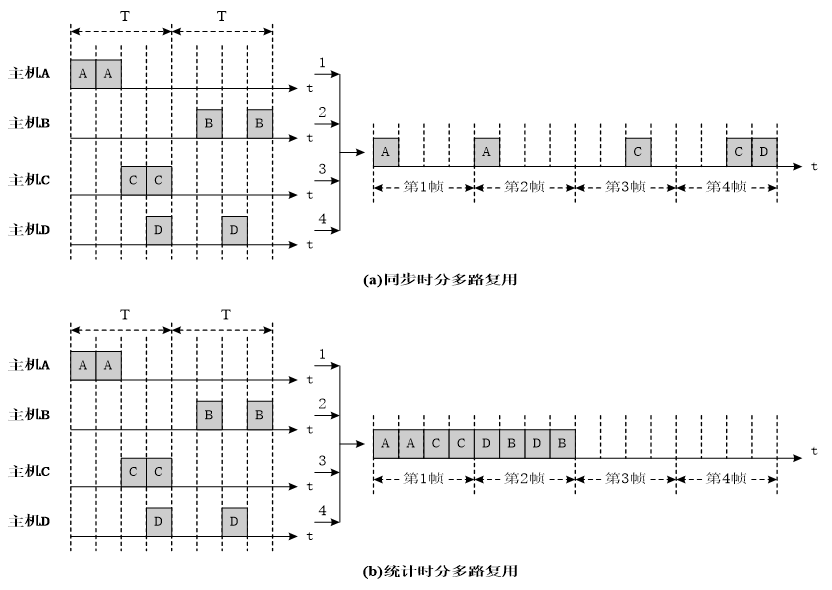 T T
主机A A A t 1
主机B B B t 2
主机C C C t 3
主机D D D t 4
A A C C D t
第1帧 第2帧 第3帧 第4帧
(a)同步时分多路复用
T T
主机A A A t 1
主机B B B t 2
主机C C C t 3
主机D D D t 4
A A C C D B D B t
第1帧 第2帧 第3帧 第4帧
(b)统计时分多路复用